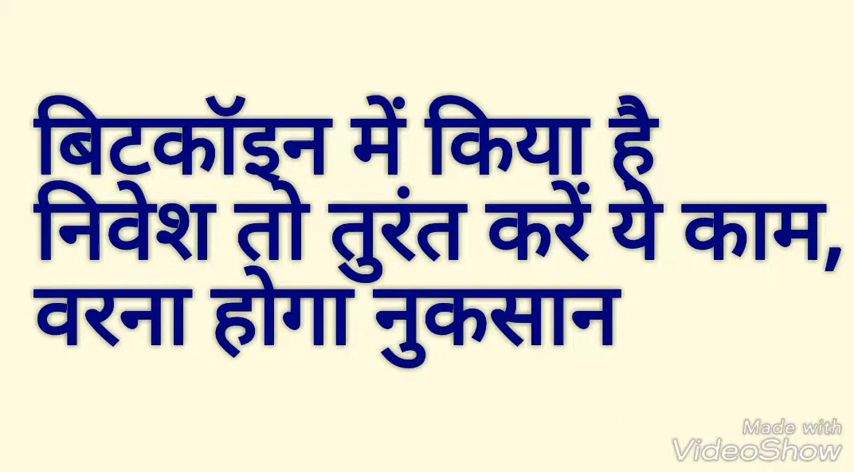 बिटकॉइन में किया है
निवेश तो तुरंत करें ये काम,
वरना होगा नुकसान
Made with
VideoShow